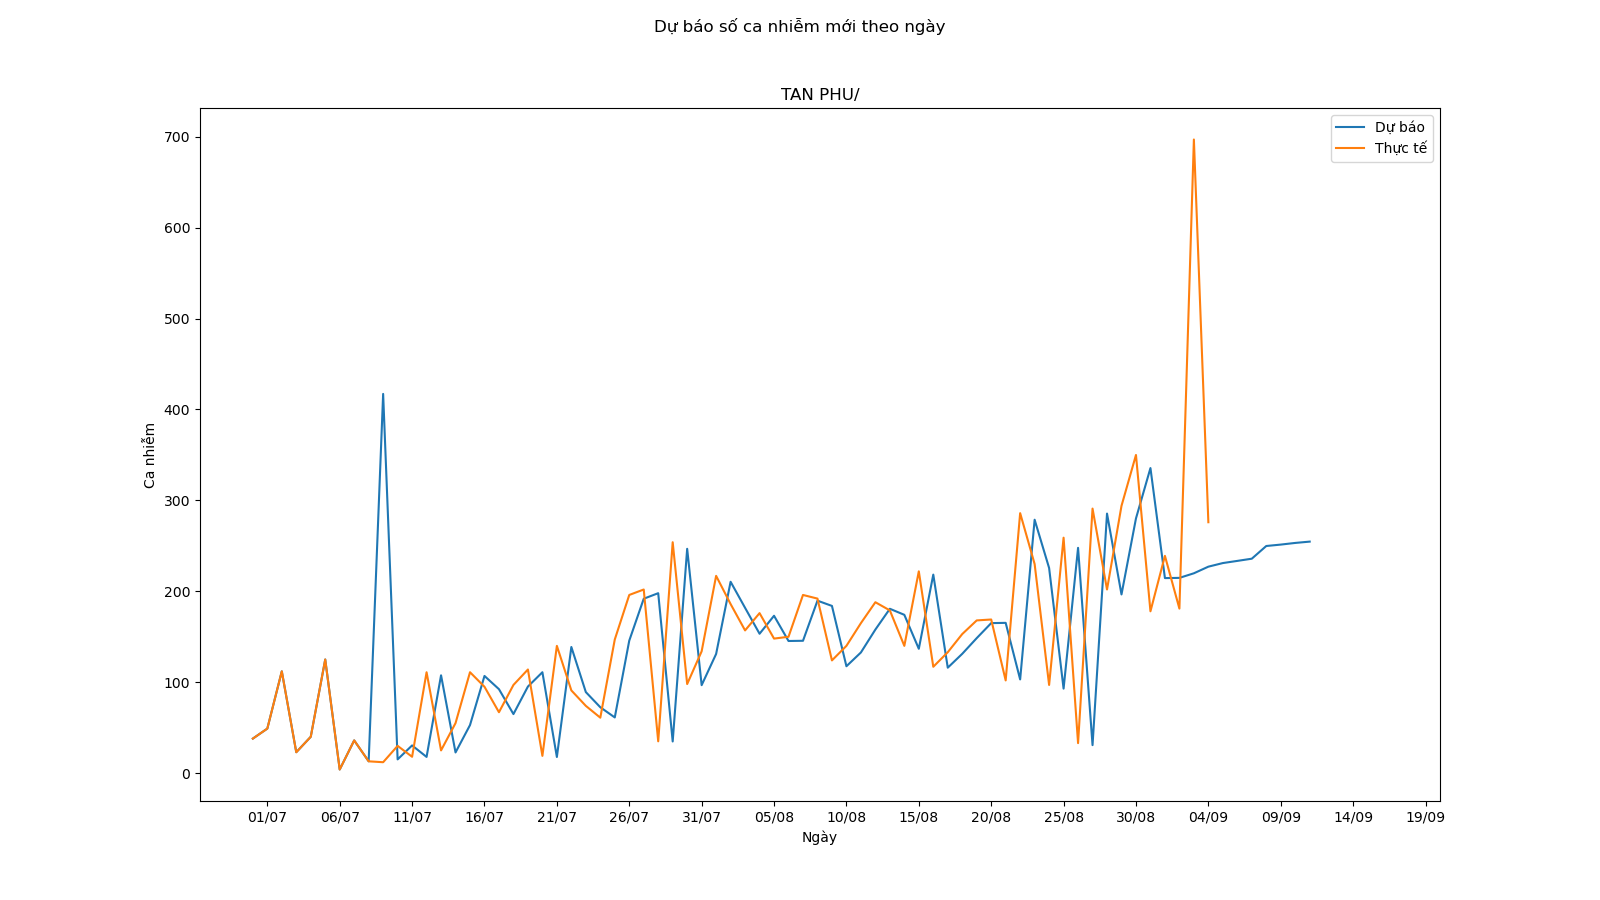 Dự báo số ca nhiễm mới theo ngày
TAN PHU/
Dự báo
Thực tế
700
600
500
400
300
200
100
0
Ca nhiễm
01/07 06/07 11/07 16/07 21/07 26/07 31/07 05/08 10/08 15/08 20/08 25/08 30/08 04/09 09/09 14/09 19/09
Ngày